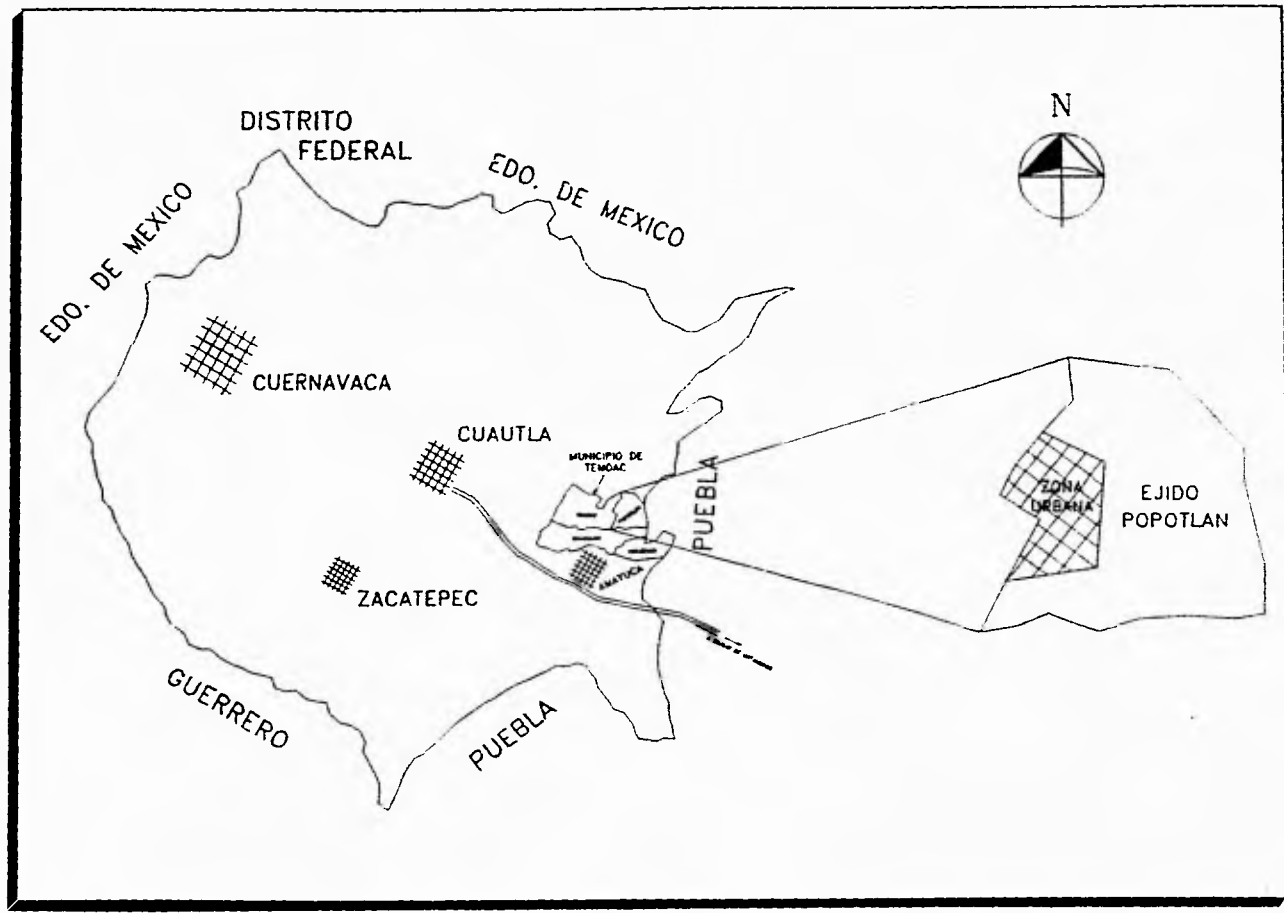 DISTRITO
FEDERAL
N
EDO. DE MEXICO
EDO. DE MEXICO
CUERNAVACA
CUAUTLA
MUNICIPIO DE
TEMOAC
PUEBLA
ZONA
URBANA
EJIDO
POPOTLAN
ZACATEPEC
GUERRERO
PUEBLA